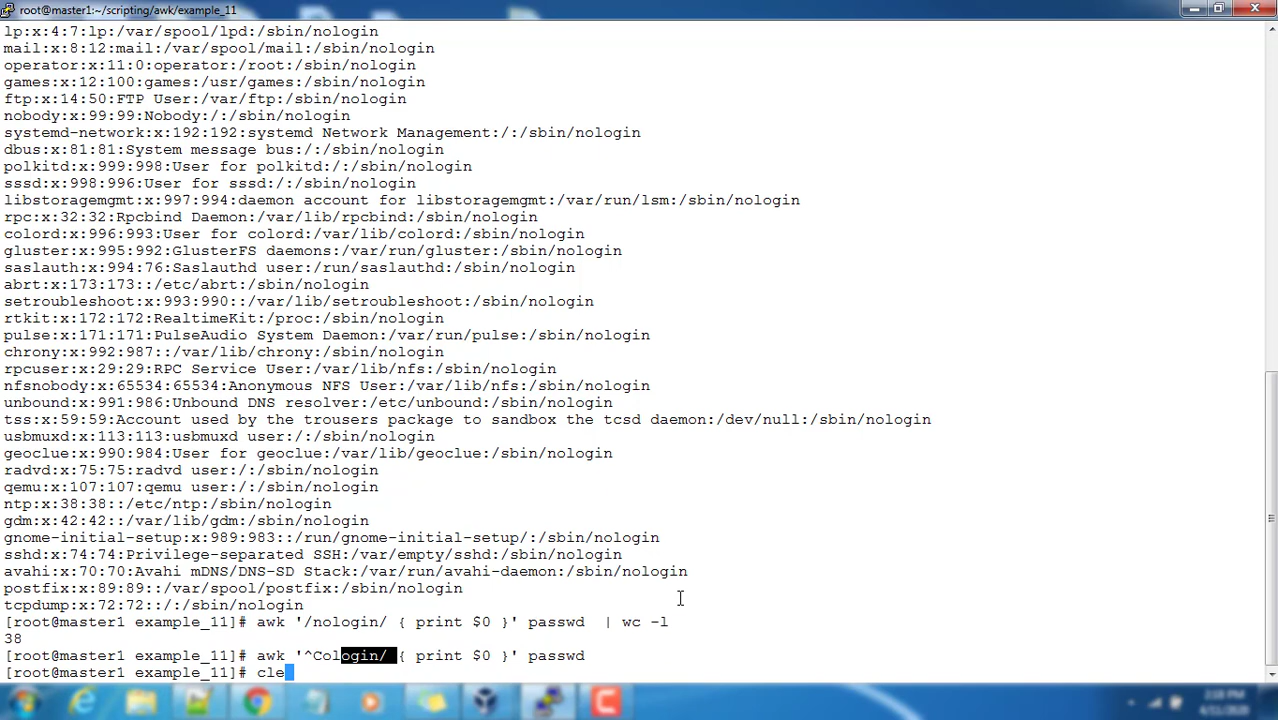 root@master1:~/scripting/awk/example_11
lp:x:4:7:lp:/var/spool/lpd:/sbin/nologin
mail:x:8:12:mail:/var/spool/mail:/sbin/nologin
operator:x:11:0:operator:/root:/sbin/nologin
games:x:12:100:games:/usr/games:/sbin/nologin
ftp:x:14:50:FTP User:/var/ftp:/sbin/nologin
nobody:x:99:99:Nobody:/:/sbin/nologin
systemd-network:x:192:192:systemd Network Management:/:/sbin/nologin
dbus:x:81:81:System message bus:/:/sbin/nologin
polkitd:x:999:998:User for polkitd:/:/sbin/nologin
sssd:x:998:996:User for sssd:/:/sbin/nologin
libstoragemgmt:x:997:994:daemon account for libstoragemgmt:/var/run/lsm:/sbin/nologin
rpc:x:32:32:Rpcbind Daemon:/var/lib/rpcbind:/sbin/nologin
colord:x:996:993:User for colord:/var/lib/colord:/sbin/nologin
gluster:x:995:992:GlusterFS daemons:/var/run/gluster:/sbin/nologin
saslauth:x:994:76:Saslauthd user:/run/saslauthd:/sbin/nologin
abrt:x:173:173::/etc/abrt:/sbin/nologin
setroubleshoot:x:993:990::/var/lib/setroubleshoot:/sbin/nologin
rtkit:x:172:172:RealtimeKit:/proc:/sbin/nologin
pulse:x:171:171:PulseAudio System Daemon:/var/run/pulse:/sbin/nologin
chrony:x:992:987::/var/lib/chrony:/sbin/nologin
rpcuser:x:29:29:RPC Service User:/var/lib/nfs:/sbin/nologin
nfsnobody:x:65534:65534:Anonymous NFS User:/var/lib/nfs:/sbin/nologin
unbound:x:991:986:Unbound DNS resolver:/etc/unbound:/sbin/nologin
tss:x:59:59:Account used by the trousers package to sandbox the tcsd daemon:/dev/null:/sbin/nologin
usbmuxd:x:113:113:usbmuxd user:/:/sbin/nologin
geoclue:x:990:984:User for geoclue:/var/lib/geoclue:/sbin/nologin
radvd:x:75:75:radvd user:/:/sbin/nologin
qemu:x:107:107:qemu user:/:/sbin/nologin
ntp:x:38:38::/etc/ntp:/sbin/nologin
gdm:x:42:42::/var/lib/gdm:/sbin/nologin
gnome-initial-setup:x:989:983::/run/gnome-initial-setup/:/sbin/nologin
sshd:x:74:74:Privilege-separated SSH:/var/empty/sshd:/sbin/nologin
avahi:x:70:70:Avahi mDNS/DNS-SD Stack:/var/run/avahi-daemon:/sbin/nologin
postfix:x:89:89::/var/spool/postfix:/sbin/nologin
tcpdump:x:72:72::/:/sbin/nologin
[root@master1 example_11]# awk '/nologin/ { print $0 }' passwd  | wc -l
38
[root@master1 example_11]# awk '^Cologin/ { print $0 }' passwd
[root@master1 example_11]# cle
2:18 PM
4/11/2020